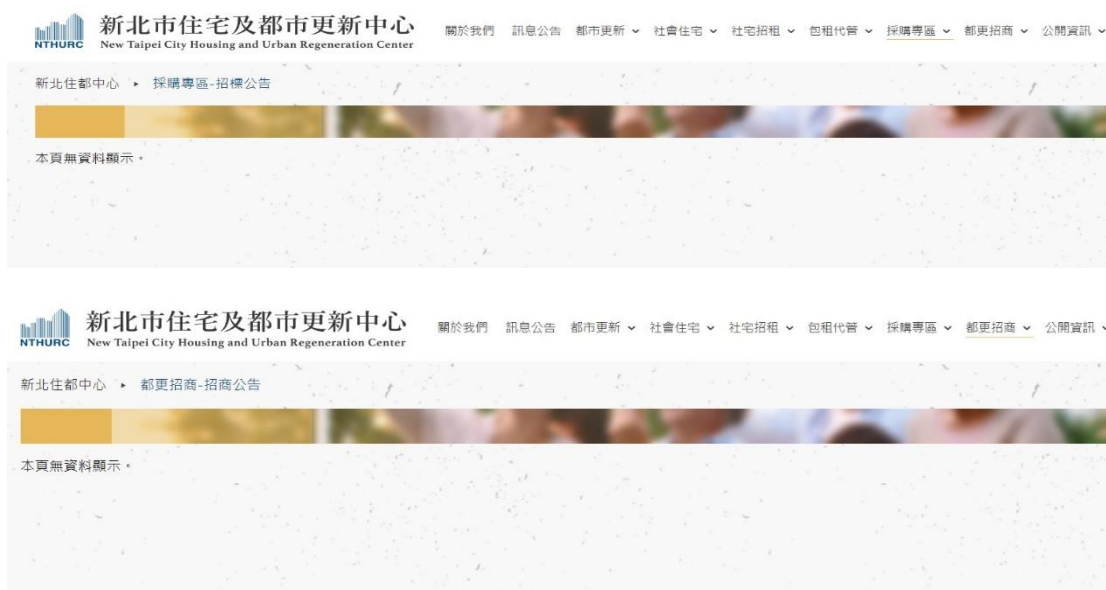 新北市住宅及都市更新中心
NTHURC New Taipei City Housing and Urban Regeneration Center
關於我們 訊息公告 都市更新 社會住宅 社宅招租 包租代管 採購專區 都更招商 公開資訊
新北住都中心 ▸ 採購專區-招標公告
本頁無資料顯示。
新北市住宅及都市更新中心
NTHURC New Taipei City Housing and Urban Regeneration Center
關於我們 訊息公告 都市更新 社會住宅 社宅招租 包租代管 採購專區 都更招商 公開資訊
新北住都中心 ▸ 都更招商-招商公告
本頁無資料顯示。